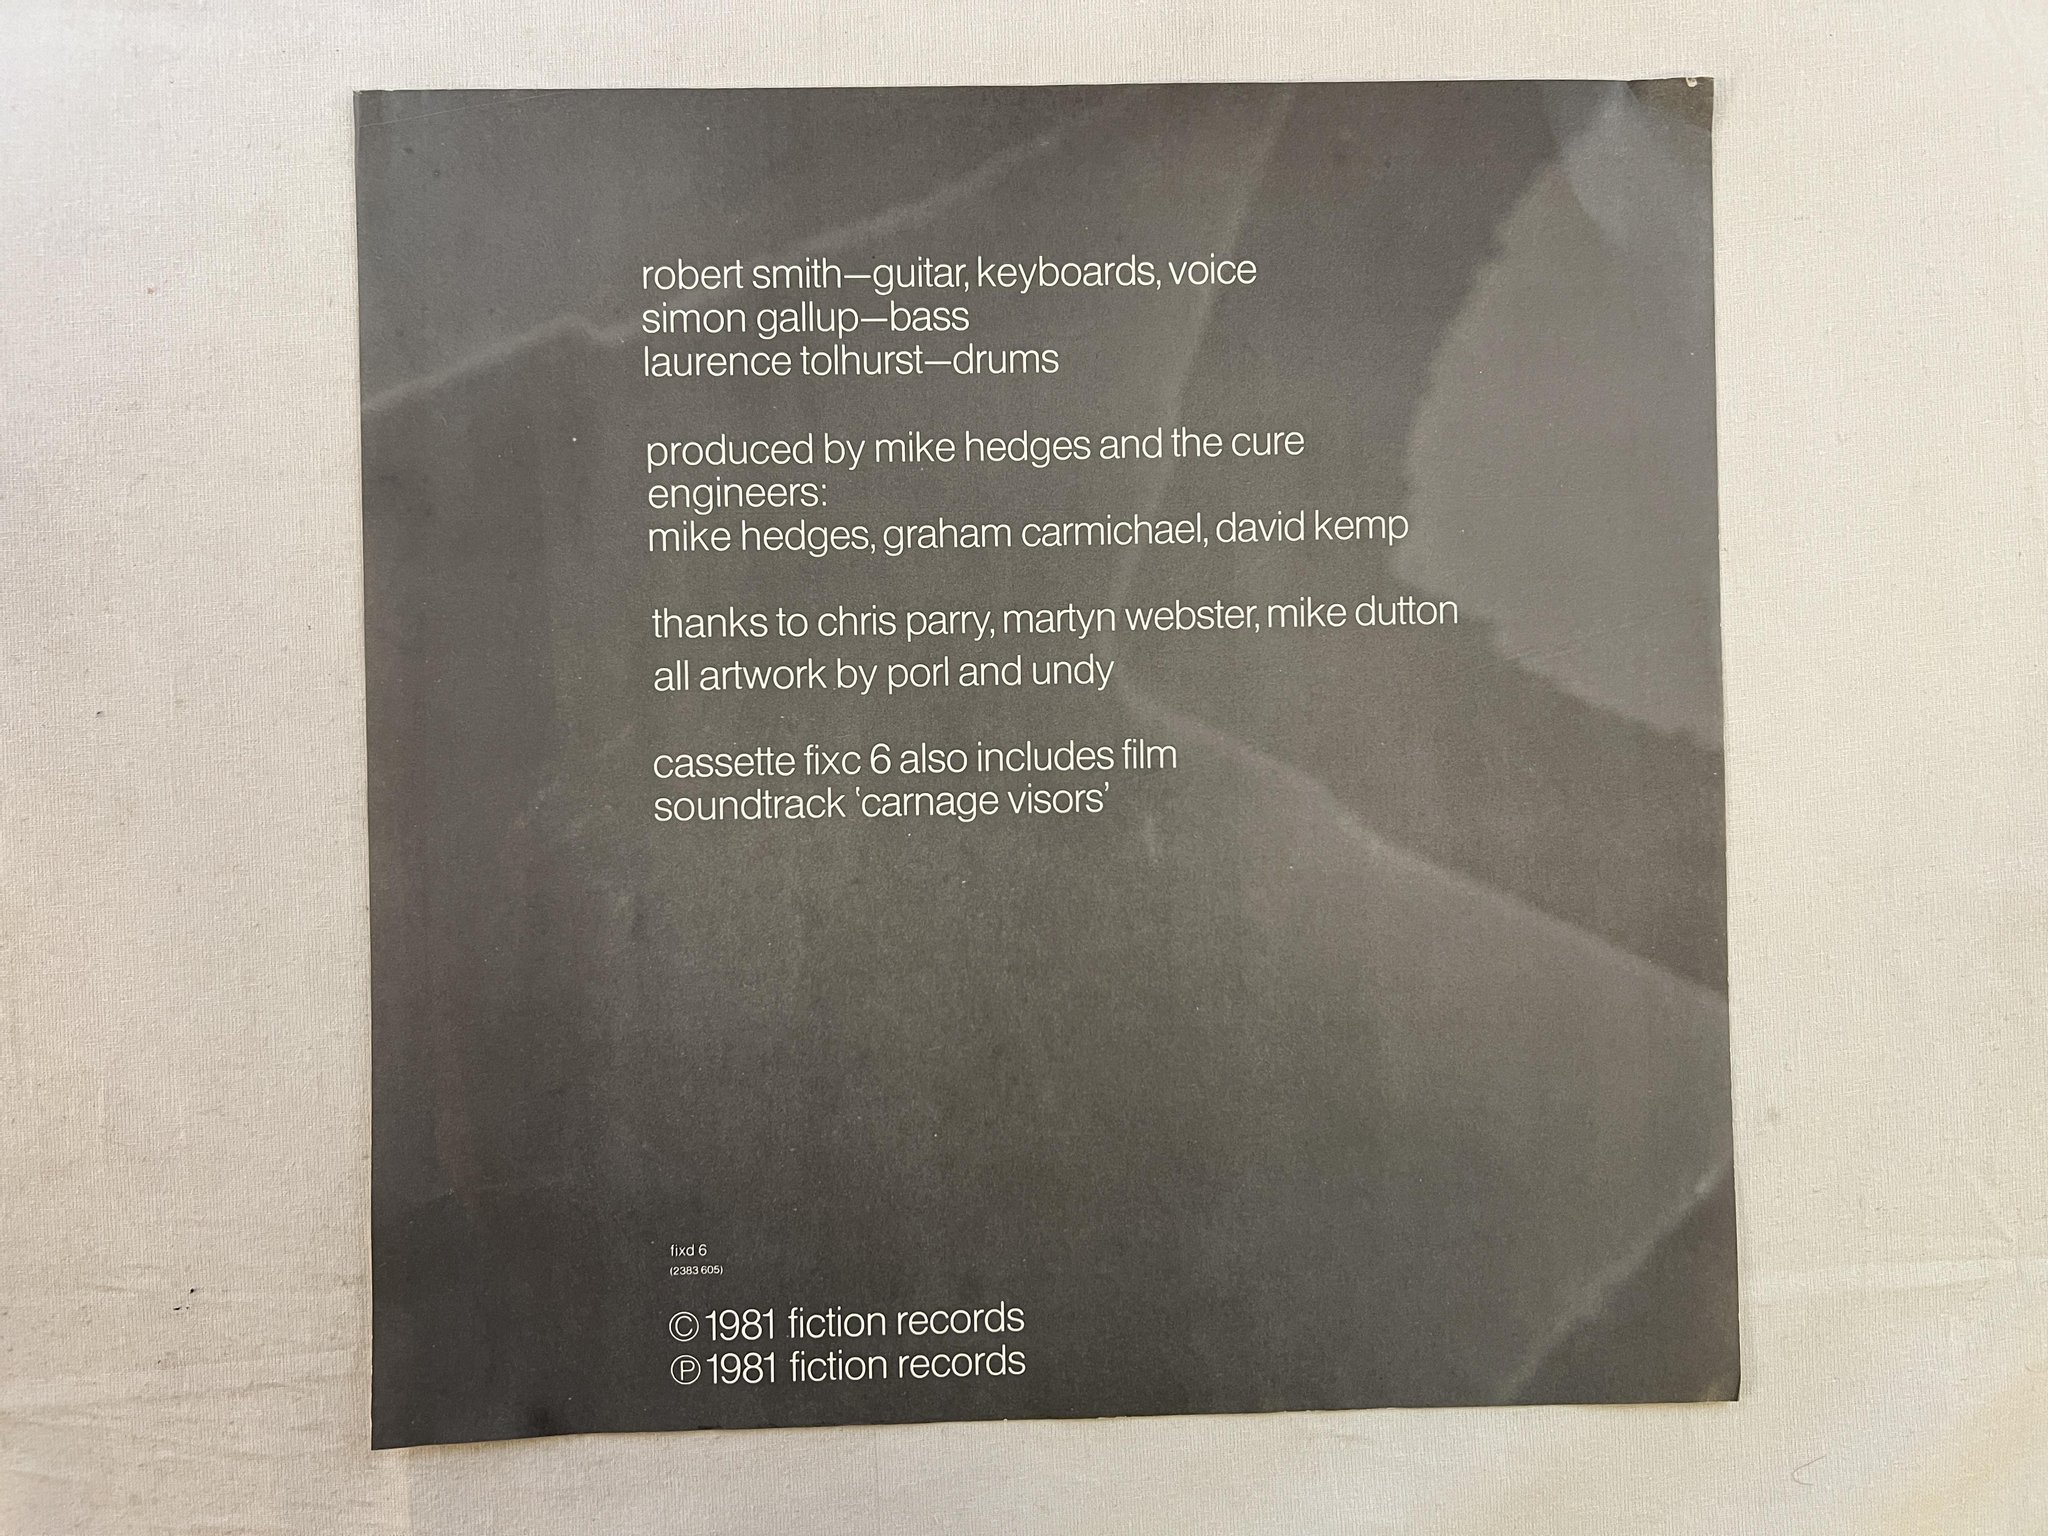 robert smith—guitar, keyboards, voice
simon gallup—bass
laurence tolhurst—drums
produced by mike hedges and the cure
engineers:
mike hedges, graham carmichael, david kemp
thanks to chris parry, martyn webster, mike dutton
all artwork by porl and undy
cassette fixc 6 also includes film
soundtrack ‘carnage visors’
fixd 6
(2383 605)
©1981 fiction records
℗1981 fiction records